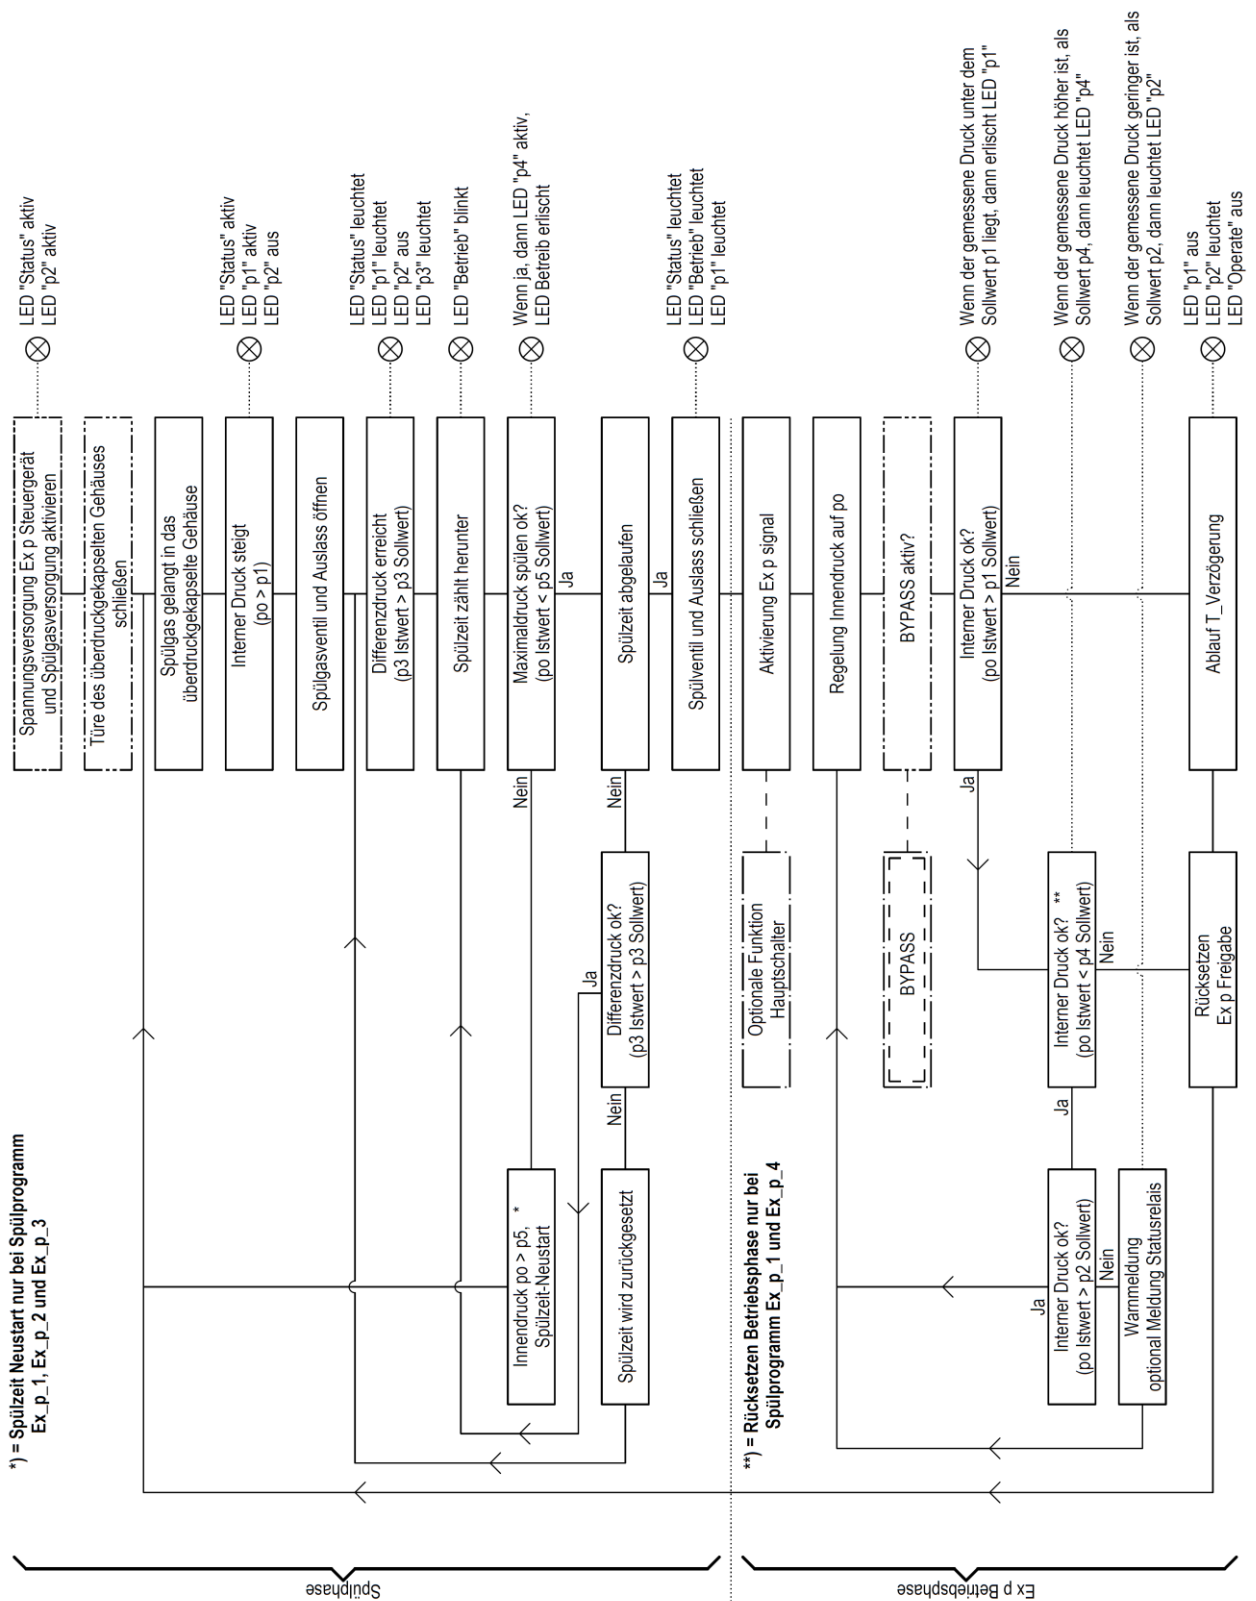 *) = Spülzeit Neustart nur bei Spülprogramm
Ex_p_1, Ex_p_2 und Ex_p_3
Spülphase
Spannungsversorgung Ex p Steuergerät
und Spülgasversorgung aktivieren
LED "Status" aktiv
LED "p2" aktiv
Türe des überdruckgekapselten Gehäuses
schließen
Spülgas gelangt in das
überdruckgekapselte Gehäuse
Interner Druck steigt
(po > p1)
LED "Status" aktiv
LED "p1" aktiv
LED "p2" aus
Spülgasventil und Auslass öffnen
Differenzdruck erreicht
(p3 Istwert > p3 Sollwert)
LED "Status" leuchtet
LED "p1" leuchtet
LED "p2" aus
LED "p3" leuchtet
Spülzeit zählt herunter
LED "Betrieb" blinkt
Innendruck po > p5, *
Spülzeit-Neustart
Nein
Maximaldruck spülen ok?
(po Istwert < p5 Sollwert)
Wenn ja, dann LED "p4" aktiv,
LED Betreib erlischt
Ja
Ja
Spülzeit wird zurückgesetzt
Nein
Differenzdruck ok?
(p3 Istwert > p3 Sollwert)
Nein
Spülzeit abgelaufen
Ja
Spülventil und Auslass schließen
LED "Status" leuchtet
LED "Betrieb" leuchtet
LED "p1" leuchtet
**) = Rücksetzen Betriebsphase nur bei
Spülprogramm Ex_p_1 und Ex_p_4
Ex p Betriebsphase
Optionale Funktion
Hauptschalter
Aktivierung Ex p signal
Regelung Innendruck auf po
BYPASS
BYPASS aktiv?
Ja
Interner Druck ok?
(po Istwert > p1 Sollwert)
Nein
Wenn der gemessene Druck unter dem
Sollwert p1 liegt, dann erlischt LED "p1"
Ja
Interner Druck ok?
(po Istwert > p2 Sollwert)
Nein
Ja
Interner Druck ok? **
(po Istwert < p4 Sollwert)
Nein
Wenn der gemessene Druck höher ist, als
Sollwert p4, dann leuchtet LED "p4"
Warnmeldung
optional Meldung Statusrelais
Wenn der gemessene Druck geringer ist, als
Sollwert p2, dann leuchtet LED "p2"
Rücksetzen
Ex p Freigabe
Ablauf T_Verzögerung
LED "p1" aus
LED "p2" leuchtet
LED "Operate" aus